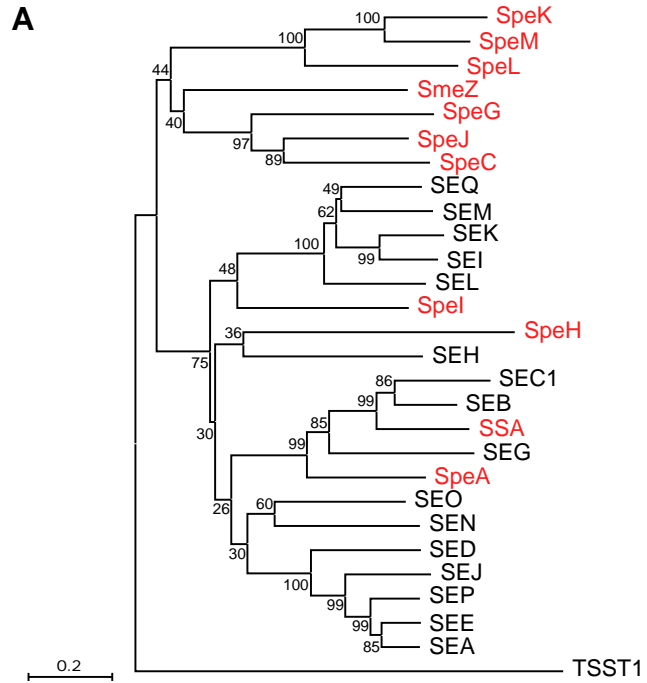 A
100
SpeK
100
SpeM
SpeL
44
SmeZ
40
SpeG
97
SpeJ
89
SpeC
49
SEQ
62
SEM
SEK
100
99
SEI
48
SEL
SpeI
36
SpeH
75
SEH
86
SEC1
99
SEB
85
SSA
30
99
SEG
SpeA
26
60
SEO
SEN
30
SED
100
SEJ
99
SEP
99
SEE
85
SEA
0.2
TSST1